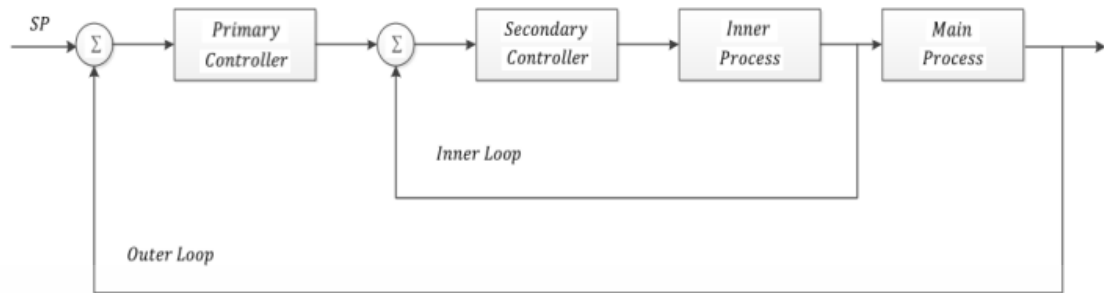 SP
Σ
Primary
Controller
Σ
Secondary
Controller
Inner
Process
Main
Process
Inner Loop
Outer Loop